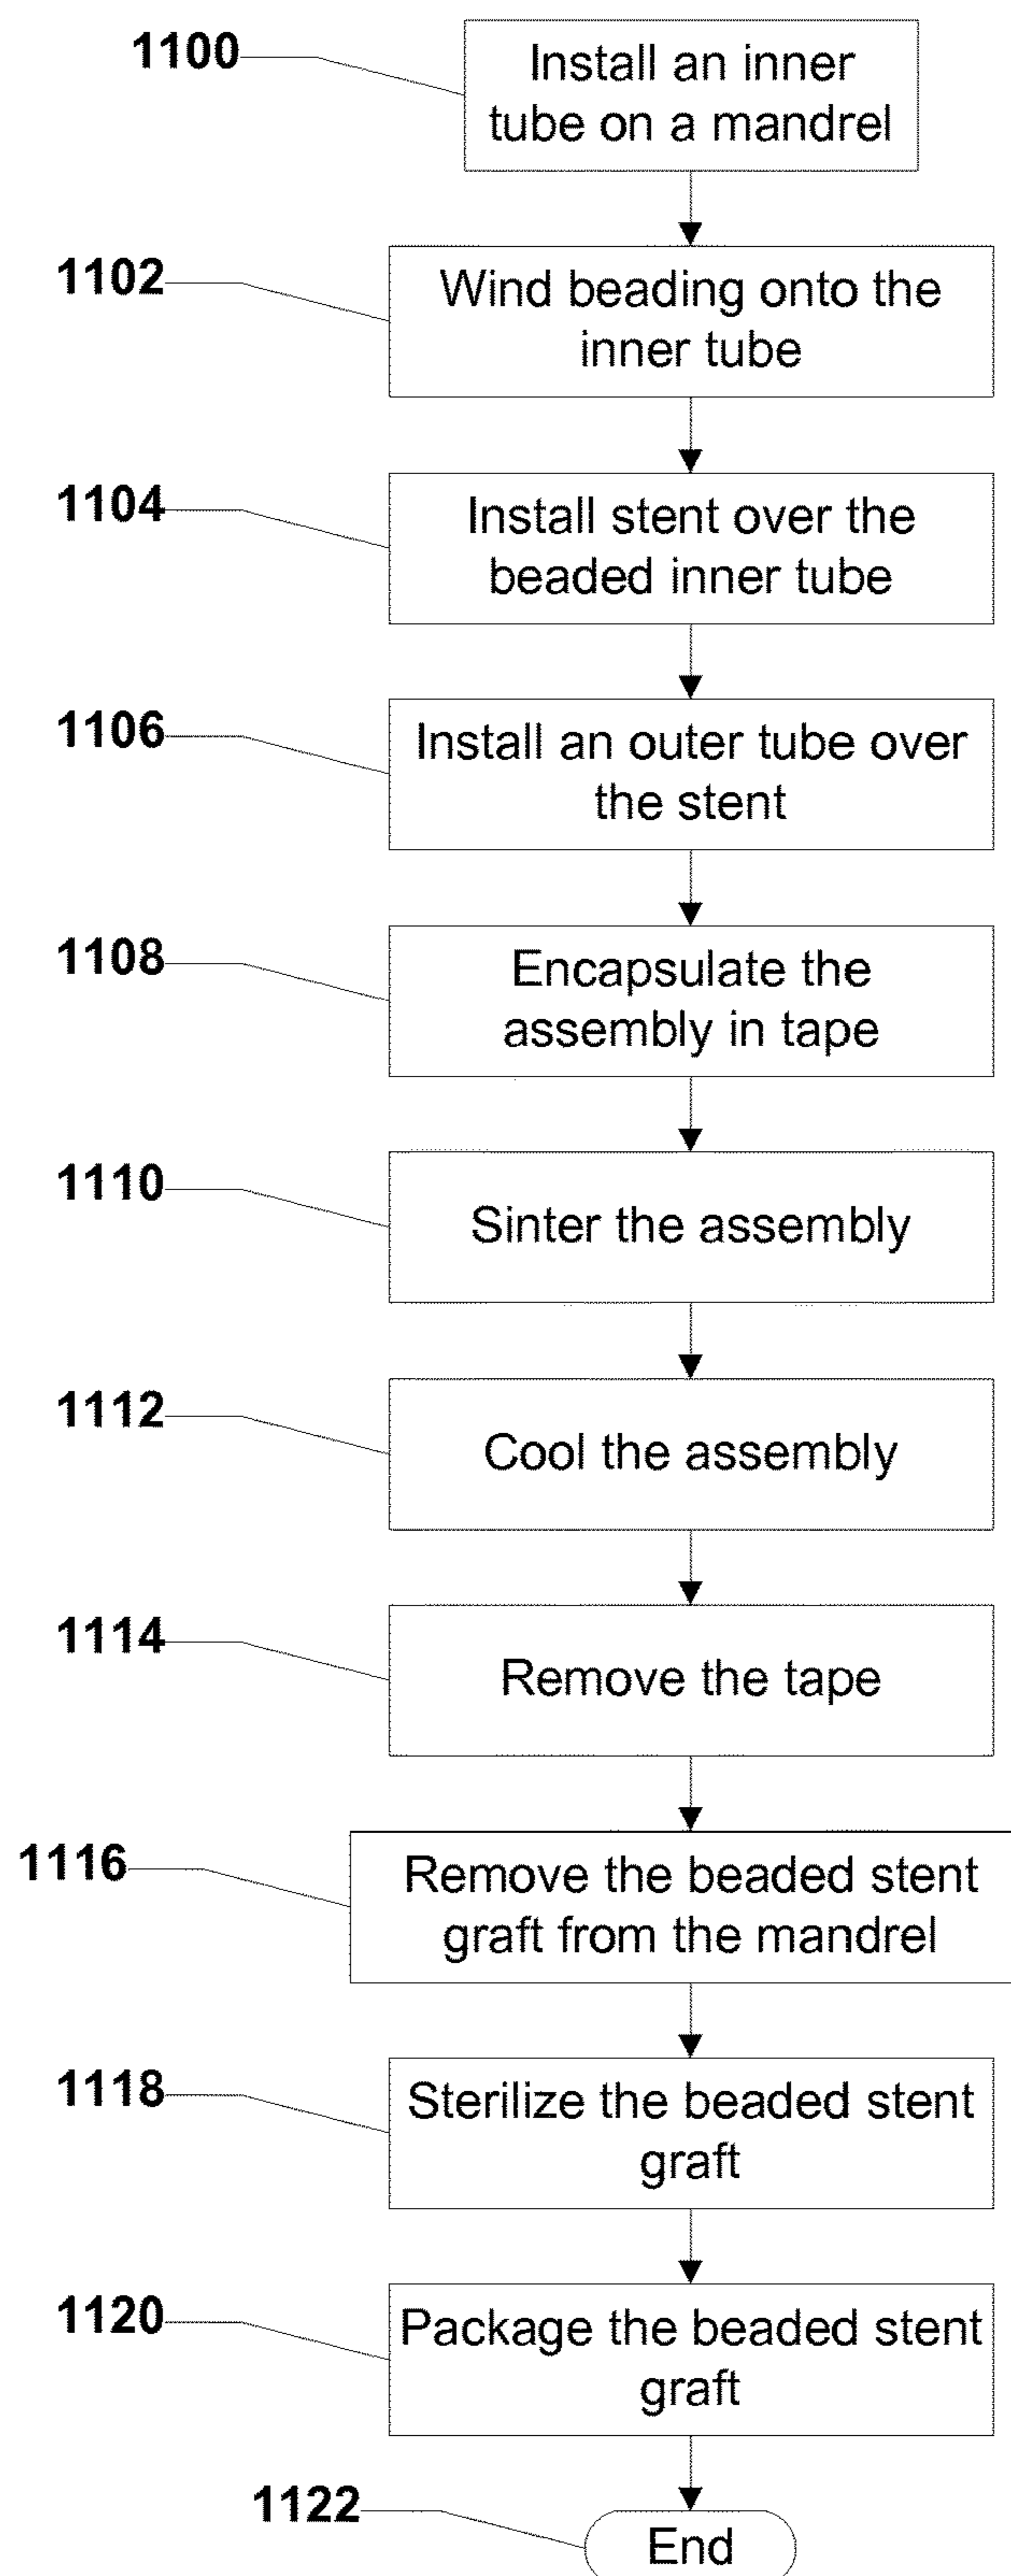 1100
Install an inner
tube on a mandrel
1102
Wind beading onto the
inner tube
1104
Install stent over the
beaded inner tube
1106
Install an outer tube over
the stent
1108
Encapsulate the
assembly in tape
1110
Sinter the assembly
1112
Cool the assembly
1114
Remove the tape
1116
Remove the beaded stent
graft from the mandrel
1118
Sterilize the beaded stent
graft
1120
Package the beaded stent
graft
1122
End